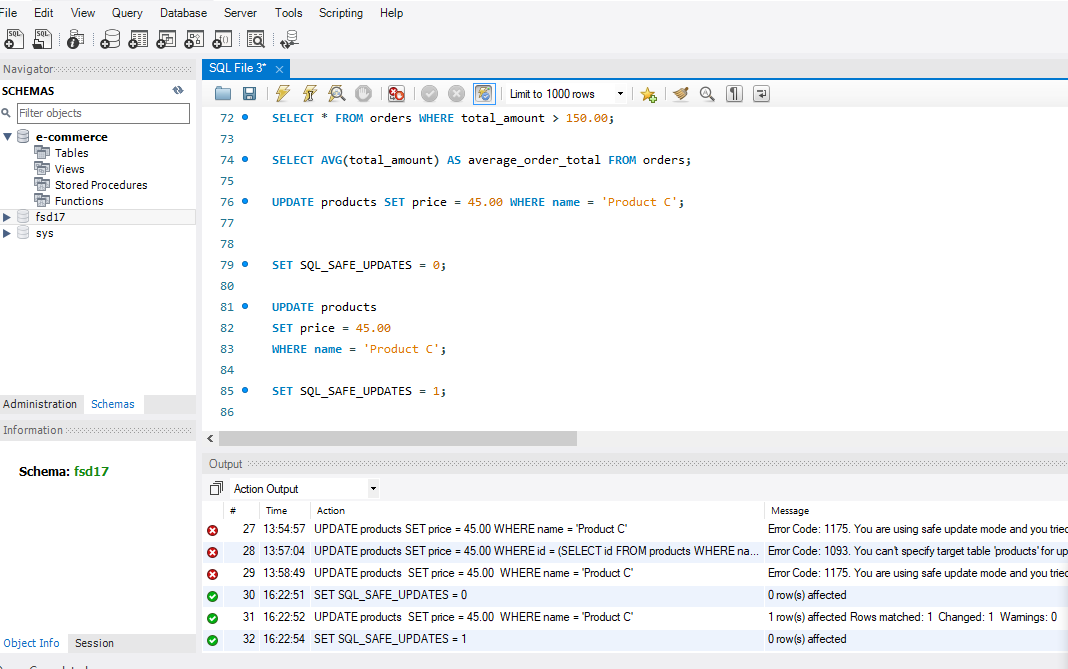 File Edit View Query Database Server Tools Scripting Help
Navigator
SQL File 3*
SCHEMAS
Filter objects
Limit to 1000 rows
e-commerce
Tables
Views
Stored Procedures
Functions
fsd17
sys
72 SELECT * FROM orders WHERE total_amount > 150.00;
73
74 SELECT AVG(total_amount) AS average_order_total FROM orders;
75
76 UPDATE products SET price = 45.00 WHERE name = 'Product C';
77
78
79 SET SQL_SAFE_UPDATES = 0;
80
81 UPDATE products
82 SET price = 45.00
83 WHERE name = 'Product C';
84
85 SET SQL_SAFE_UPDATES = 1;
86
Administration Schemas
Information
Schema: fsd17
Object Info Session
Output
Action Output
# Time Action Message
27 13:54:57 UPDATE products SET price = 45.00 WHERE name = 'Product C' Error Code: 1175. You are using safe update mode and you tried
28 13:57:04 UPDATE products SET price = 45.00 WHERE id = (SELECT id FROM products WHERE na... Error Code: 1093. You can't specify target table 'products' for up
29 13:58:49 UPDATE products SET price = 45.00 WHERE name = 'Product C' Error Code: 1175. You are using safe update mode and you tried
30 16:22:51 SET SQL_SAFE_UPDATES = 0 0 row(s) affected
31 16:22:52 UPDATE products SET price = 45.00 WHERE name = 'Product C' 1 row(s) affected Rows matched: 1 Changed: 1 Warnings: 0
32 16:22:54 SET SQL_SAFE_UPDATES = 1 0 row(s) affected